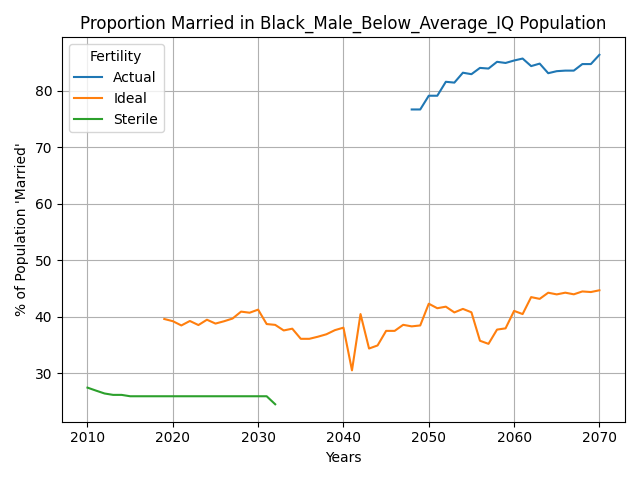 Proportion Married in Black_Male_Below_Average_IQ Population
Fertility
Actual
Ideal
Sterile
% of Population 'Married'
80
70
60
50
40
30
2010 2020 2030 2040 2050 2060 2070
Years